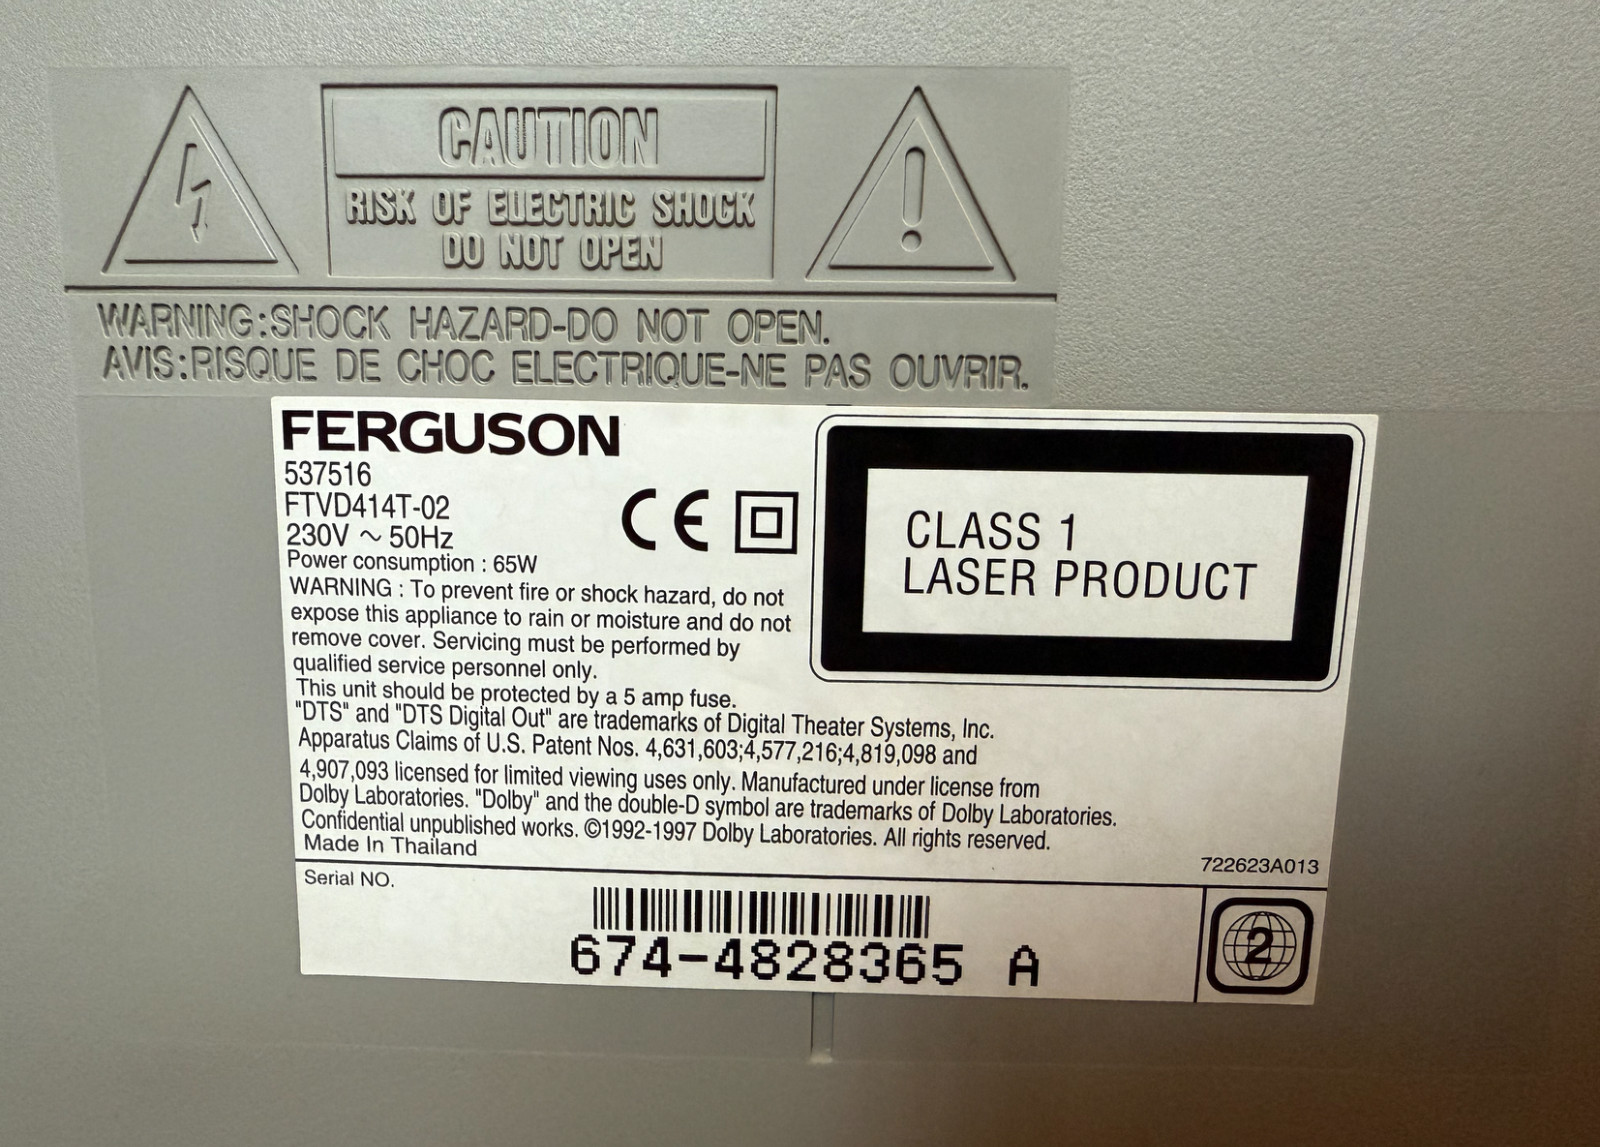 CAUTION
RISK OF ELECTRIC SHOCK
DO NOT OPEN
WARNING:SHOCK HAZARD-DO NOT OPEN.
AVIS:RISQUE DE CHOC ELECTRIQUE-NE PAS OUVRIR.
FERGUSON
537516
FTVD414T-02
230V ~ 50Hz
Power consumption : 65W
CE
WARNING : To prevent fire or shock hazard, do not
expose this appliance to rain or moisture and do not
remove cover. Servicing must be performed by
qualified service personnel only.
This unit should be protected by a 5 amp fuse.
CLASS 1
LASER PRODUCT
"DTS" and "DTS Digital Out" are trademarks of Digital Theater Systems, Inc.
Apparatus Claims of U.S. Patent Nos. 4,631,603;4,577,216;4,819,098 and
4,907,093 licensed for limited viewing uses only. Manufactured under license from
Dolby Laboratories. "Dolby" and the double-D symbol are trademarks of Dolby Laboratories.
Confidential unpublished works. ©1992-1997 Dolby Laboratories. All rights reserved.
Made In Thailand
722623A013
Serial NO.
674-4828365 A
2